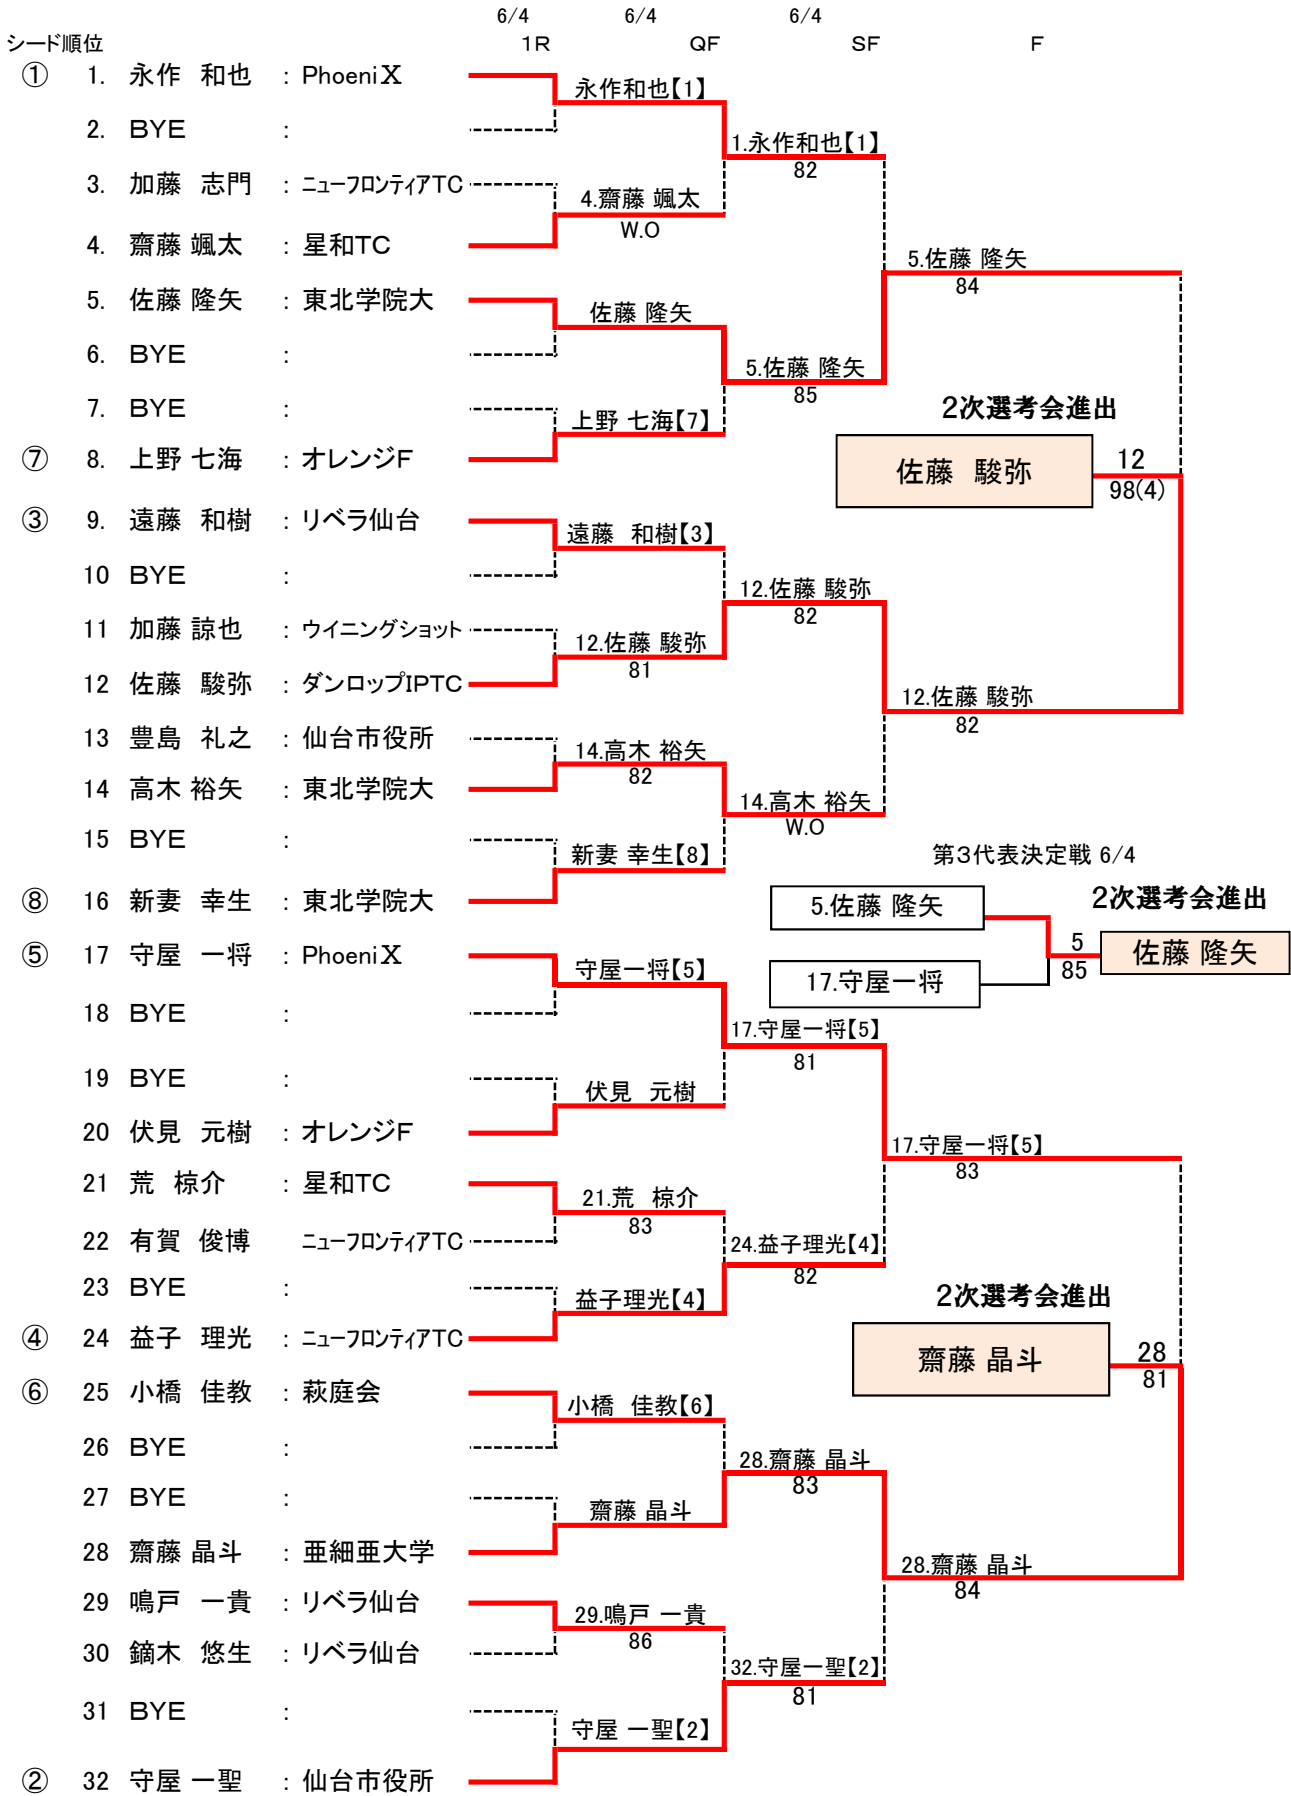 6/4 6/4 6/4
シード順位 1R QF SF F
① 1. 永作 和也 : PhoeniⅩ
永作和也【1】
2. BYE :
1.永作和也【1】
82
3. 加藤 志門 : ニューフロンティアTC
4.齋藤 颯太
W.O
4. 齋藤 颯太 : 星和TC
5.佐藤 隆矢
84
5. 佐藤 隆矢 : 東北学院大
佐藤 隆矢
6. BYE :
5.佐藤 隆矢
85
7. BYE :
2次選考会進出
上野 七海【7】
⑦ 8. 上野 七海 : オレンジF
佐藤 駿弥 12
98(4)
③ 9. 遠藤 和樹 : リベラ仙台
遠藤 和樹【3】
10 BYE :
12.佐藤 駿弥
82
11 加藤 諒也 : ウイニングショット
12.佐藤 駿弥
81
12 佐藤 駿弥 : ダンロップIPTC
12.佐藤 駿弥
82
13 豊島 礼之 : 仙台市役所
14.高木 裕矢
82
14 高木 裕矢 : 東北学院大
14.高木 裕矢
W.O
15 BYE :
新妻 幸生【8】
第3代表決定戦 6/4
⑧ 16 新妻 幸生 : 東北学院大
5.佐藤 隆矢
2次選考会進出
⑤ 17 守屋 一将 : PhoeniⅩ
守屋一将【5】
5
85
佐藤 隆矢
17.守屋一将
18 BYE :
17.守屋一将【5】
81
19 BYE :
伏見 元樹
20 伏見 元樹 : オレンジF
17.守屋一将【5】
83
21 荒 椋介 : 星和TC
21.荒 椋介
83
22 有賀 俊博 ニューフロンティアTC
24.益子理光【4】
82
23 BYE :
益子理光【4】
2次選考会進出
④ 24 益子 理光 : ニューフロンティアTC
齋藤 晶斗 28
81
⑥ 25 小橋 佳教 : 萩庭会
小橋 佳教【6】
26 BYE :
28.齋藤 晶斗
83
27 BYE :
齋藤 晶斗
28 齋藤 晶斗 : 亜細亜大学
28.齋藤 晶斗
84
29 鳴戸 一貴 : リベラ仙台
29.鳴戸 一貴
86
30 鏑木 悠生 : リベラ仙台
32.守屋一聖【2】
81
31 BYE :
守屋 一聖【2】
② 32 守屋 一聖 : 仙台市役所